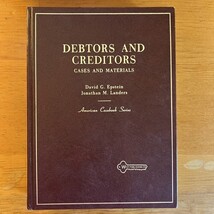 DEBTORS AND
CREDITORS
CASES AND MATERIALS
David G. Epstein
Jonathan M. Landers
American Casebook Series